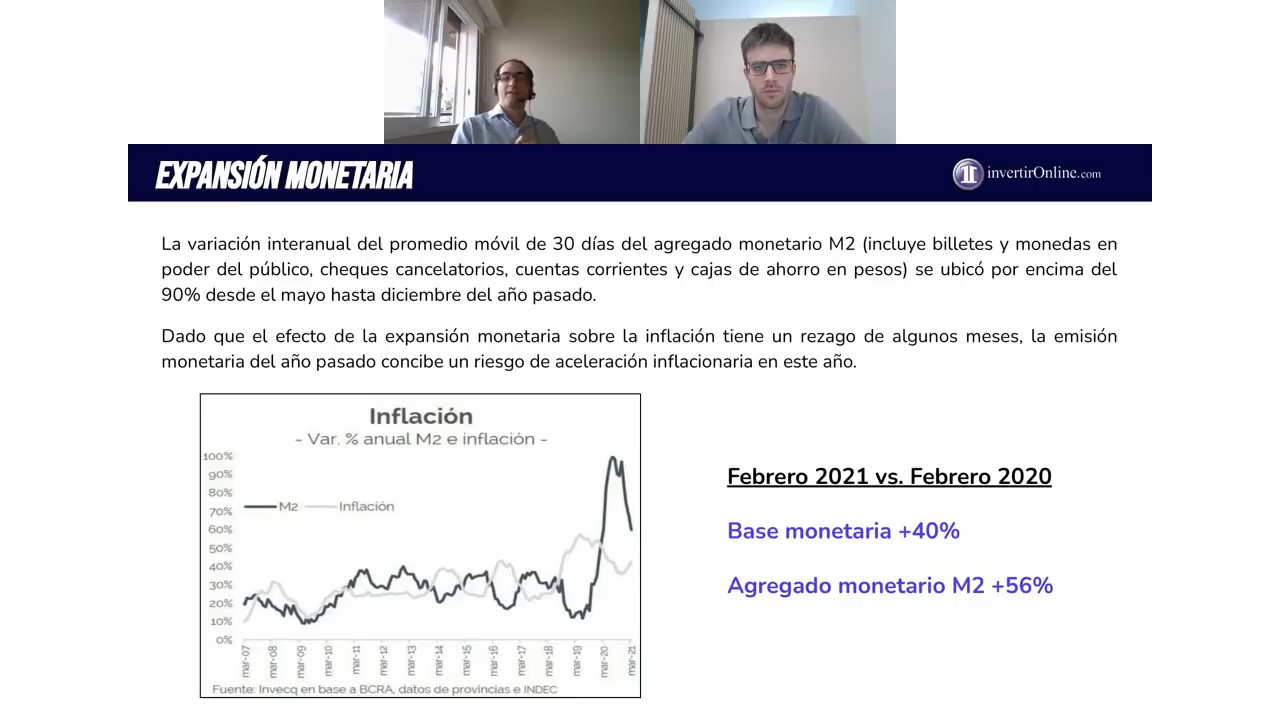 EXPANSIÓN MONETARIA
invertirOnline.com
La variación interanual del promedio móvil de 30 días del agregado monetario M2 (incluye billetes y monedas en
poder del público, cheques cancelatorios, cuentas corrientes y cajas de ahorro en pesos) se ubicó por encima del
90% desde el mayo hasta diciembre del año pasado.
Dado que el efecto de la expansión monetaria sobre la inflación tiene un rezago de algunos meses, la emisión
monetaria del año pasado concibe un riesgo de aceleración inflacionaria en este año.
Inflación
- Var. % anual M2 e inflación -
100%
90%
80%
70%
60%
50%
40%
30%
20%
10%
0%
M2
Inflación
mar-07
mar-08
mar-09
mar-10
mar-11
mar-12
mar-13
mar-14
mar-15
mar-16
mar-17
mar-18
mar-19
mar-20
mar-21
Fuente: Invecq en base a BCRA, datos de provincias e INDEC
Febrero 2021 vs. Febrero 2020
Base monetaria +40%
Agregado monetario M2 +56%